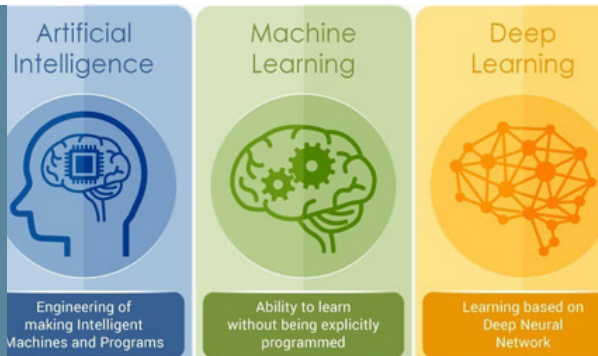 Artificial
Intelligence
Engineering of
making Intelligent
Machines and Programs
Machine
Learning
Ability to learn
without being explicitly
programmed
Deep
Learning
Learning based on
Deep Neural
Network